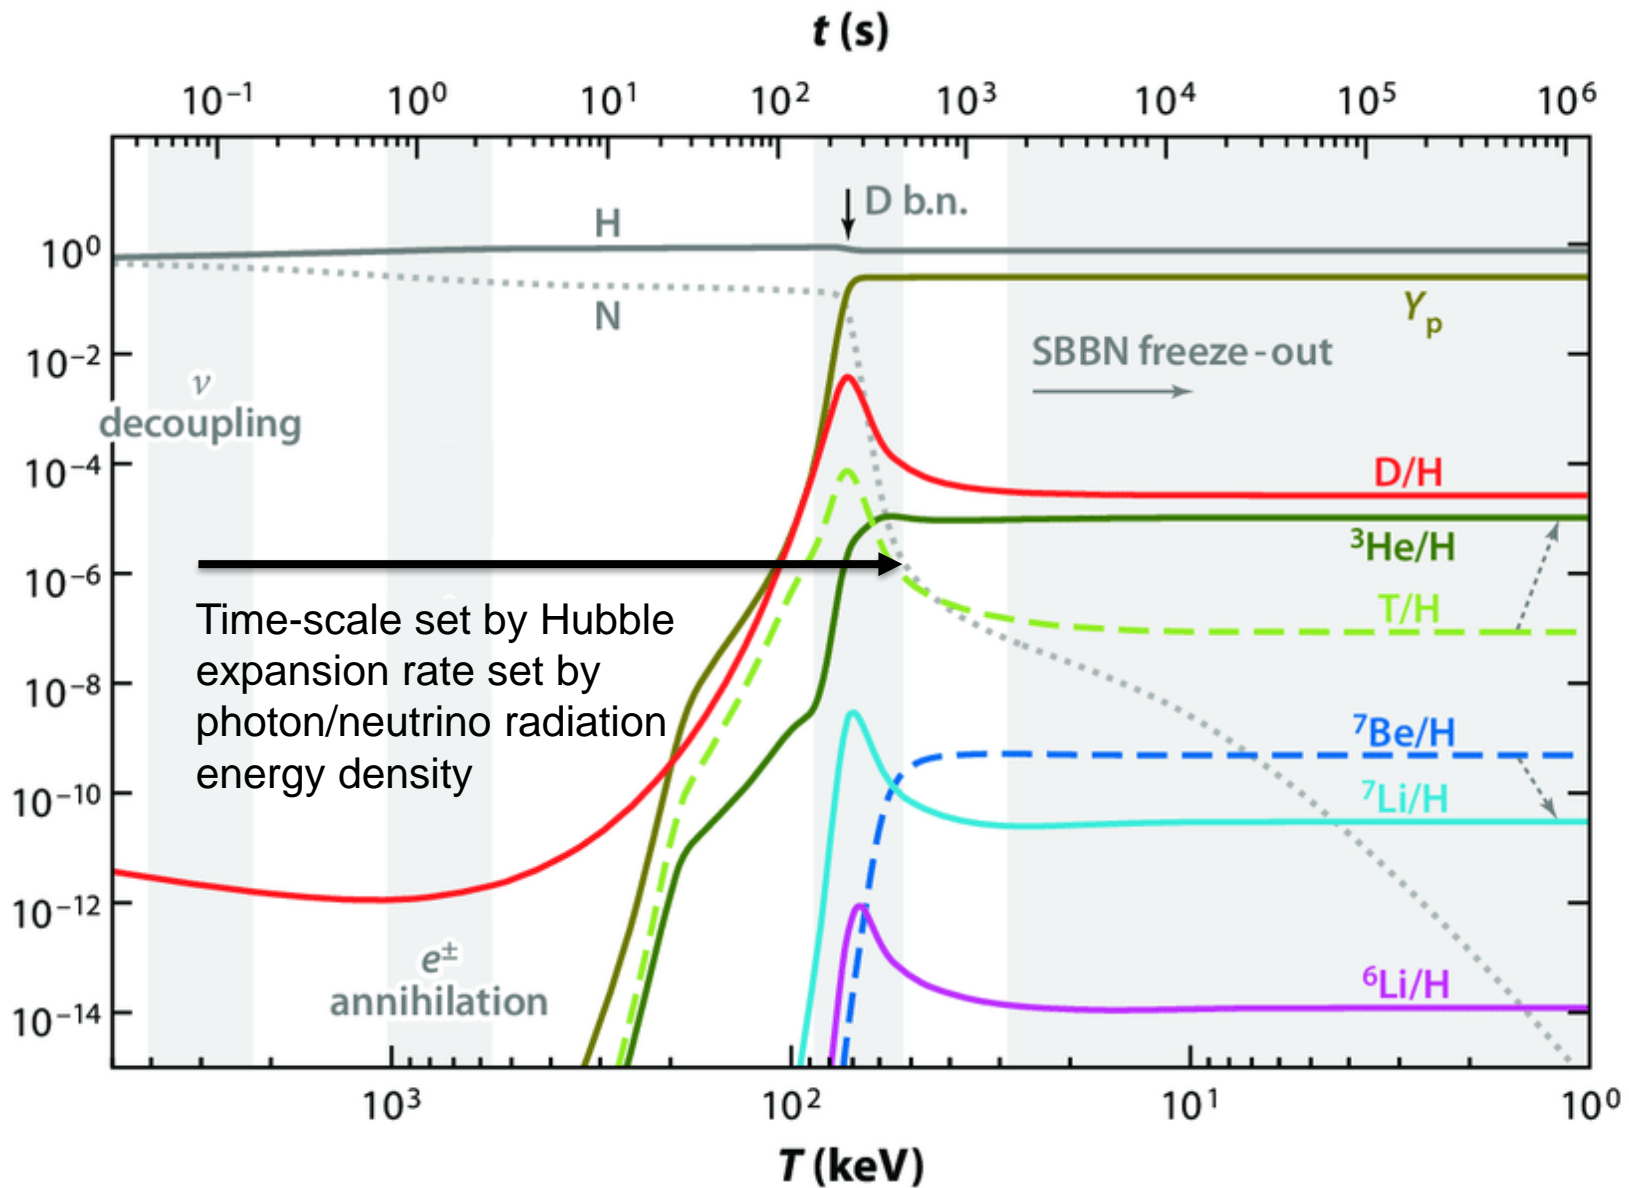 t (s)
10⁻¹ 10⁰ 10¹ 10² 10³ 10⁴ 10⁵ 10⁶
D b.n.
H
10⁰
N
Yₚ
SBBN freeze-out
10⁻²
ν
decoupling
10⁻⁴
D/H
³He/H
10⁻⁶
Time-scale set by Hubble
expansion rate set by
photon/neutrino radiation
energy density
T/H
10⁻⁸
⁷Be/H
10⁻¹⁰
⁷Li/H
10⁻¹²
e±
annihilation
⁶Li/H
10⁻¹⁴
10³ 10² 10¹ 10⁰
T (keV)